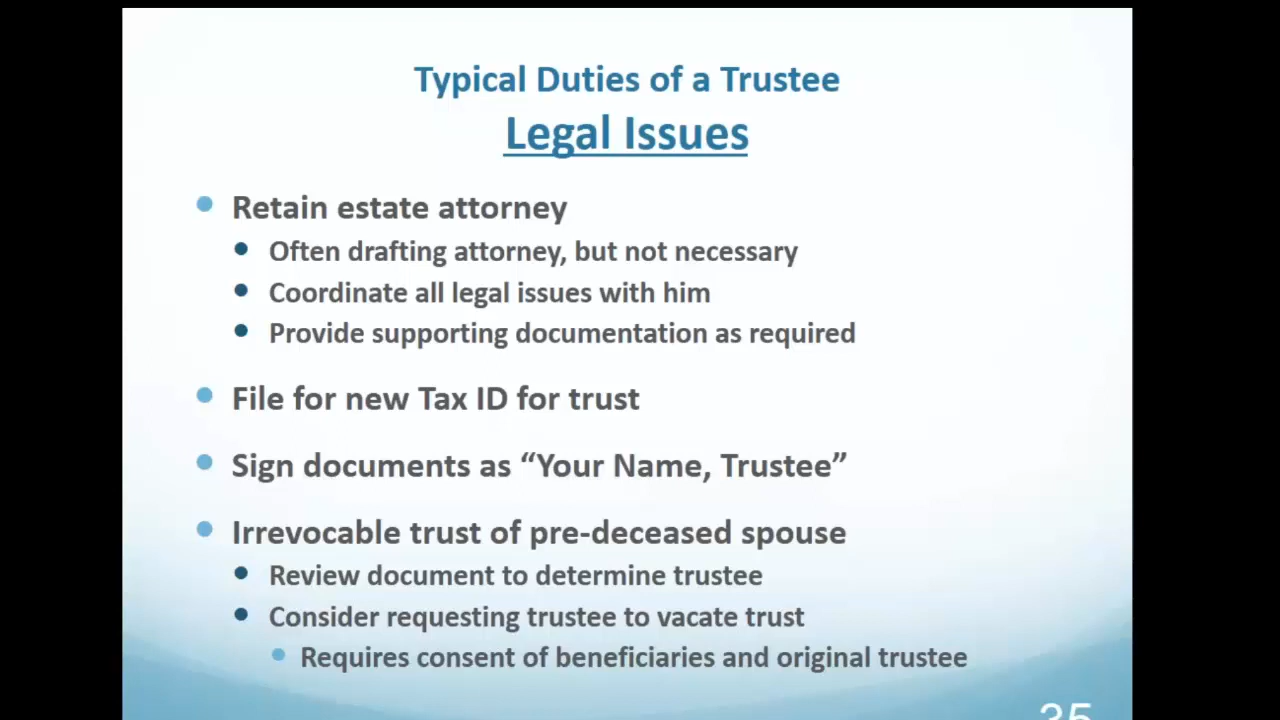 Typical Duties of a Trustee
Legal Issues
Retain estate attorney
Often drafting attorney, but not necessary
Coordinate all legal issues with him
Provide supporting documentation as required
File for new Tax ID for trust
Sign documents as “Your Name, Trustee”
Irrevocable trust of pre-deceased spouse
Review document to determine trustee
Consider requesting trustee to vacate trust
Requires consent of beneficiaries and original trustee
35